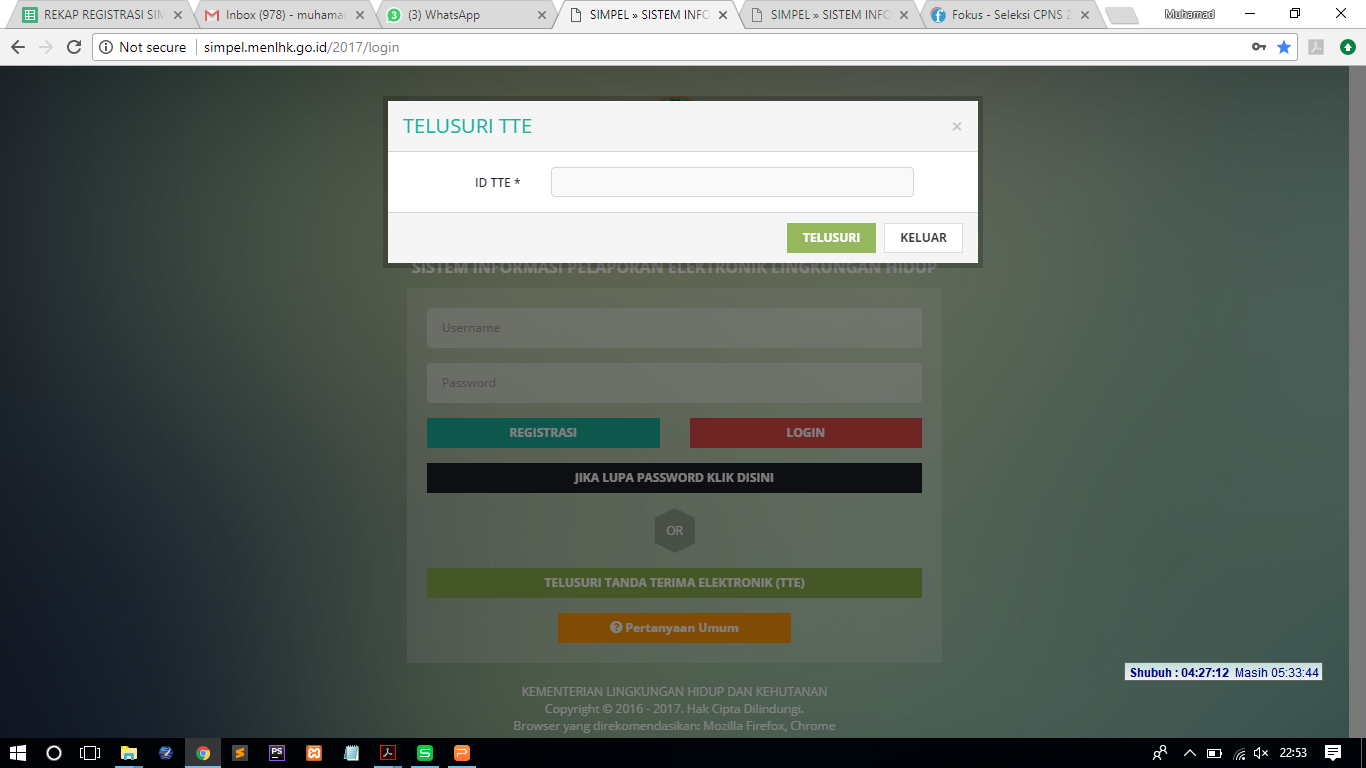 REKAP REGISTRASI SIM
Inbox (978) - muhamad
(3) WhatsApp
SIMPEL » SISTEM INFO
SIMPEL » SISTEM INFO
Fokus - Seleksi CPNS 2
Muhamad
Not secure
simpel.menlhk.go.id/2017/login
TELUSURI TTE
×
ID TTE *
TELUSURI
KELUAR
SISTEM INFORMASI PELAPORAN ELEKTRONIK LINGKUNGAN HIDUP
Username
Password
REGISTRASI
LOGIN
JIKA LUPA PASSWORD KLIK DISINI
OR
TELUSURI TANDA TERIMA ELEKTRONIK (TTE)
Pertanyaan Umum
Shubuh : 04:27:12 Masih 05:33:44
KEMENTERIAN LINGKUNGAN HIDUP DAN KEHUTANAN
Copyright © 2016 - 2017. Hak Cipta Dilindungi.
Browser yang direkomendasikan: Mozilla Firefox, Chrome
22:53